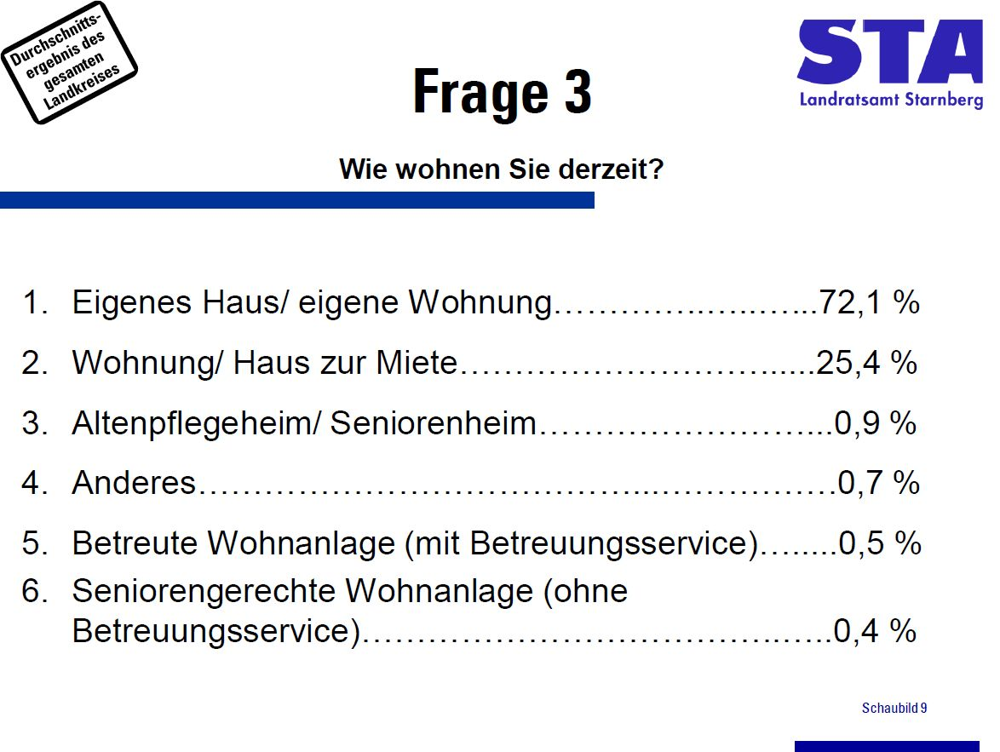 Durchschnitts-
ergebnis des
gesamten
Landkreises
STA
Landratsamt Starnberg
Frage 3
Wie wohnen Sie derzeit?
1. Eigenes Haus/ eigene Wohnung…………..…..…...72,1 %
2. Wohnung/ Haus zur Miete………………………......25,4 %
3. Altenpflegeheim/ Seniorenheim……………………...0,9 %
4. Anderes…………………………………...…………….0,7 %
5. Betreute Wohnanlage (mit Betreuungsservice)….....0,5 %
6. Seniorengerechte Wohnanlage (ohne
Betreuungsservice)………………………………..…..0,4 %
Schaubild 9